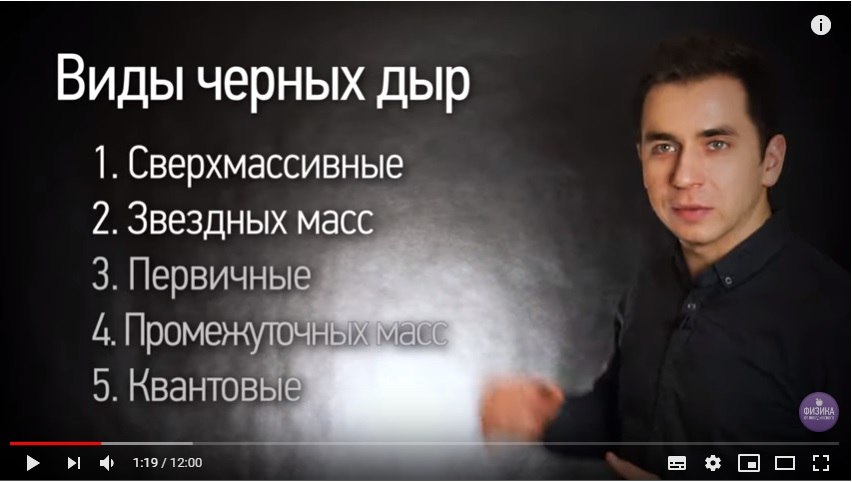 Виды черных дыр
1. Сверхмассивные
2. Звездных масс
3. Первичные
4. Промежуточных масс
5. Квантовые
ФИЗИКА
1:19 / 12:00